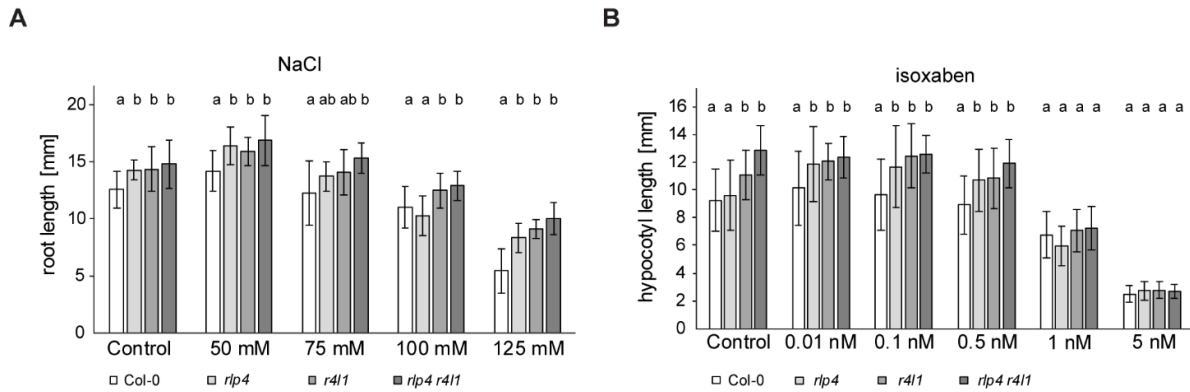 A
NaCl
a b b b a b b b a ab ab b a a b b a b b b
20
15
10
5
0
root length [mm]
Control 50 mM 75 mM 100 mM 125 mM
Col-0 rlp4 r4l1 rlp4 r4l1
B
isoxaben
a a b b a b b b a b b b a b b b a a a a a a a a
16
14
12
10
8
6
4
2
0
hypocotyl length [mm]
Control 0.01 nM 0.1 nM 0.5 nM 1 nM 5 nM
Col-0 rlp4 r4l1 rlp4 r4l1